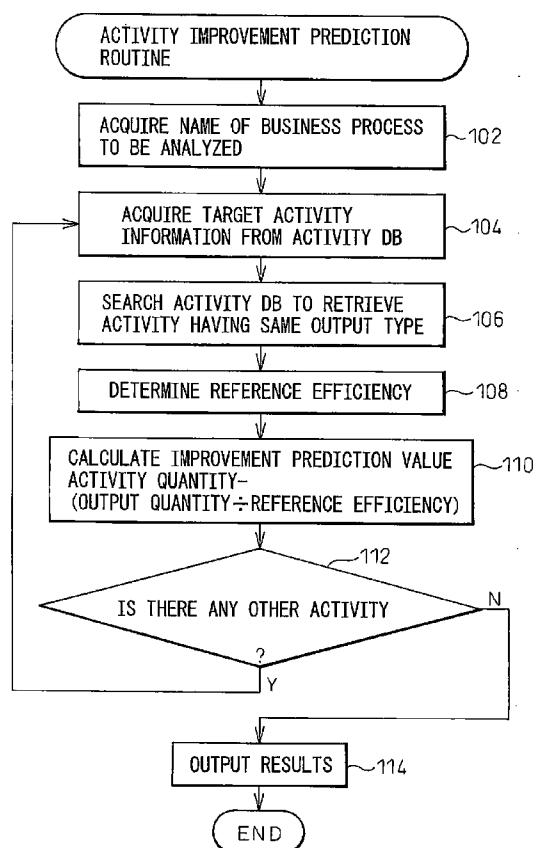 ACTIVITY IMPROVEMENT PREDICTION
ROUTINE
ACQUIRE NAME OF BUSINESS PROCESS
TO BE ANALYZED
102
ACQUIRE TARGET ACTIVITY
INFORMATION FROM ACTIVITY DB
104
SEARCH ACTIVITY DB TO RETRIEVE
ACTIVITY HAVING SAME OUTPUT TYPE
106
DETERMINE REFERENCE EFFICIENCY
108
CALCULATE IMPROVEMENT PREDICTION VALUE
ACTIVITY QUANTITY-
(OUTPUT QUANTITY÷REFERENCE EFFICIENCY)
110
112
IS THERE ANY OTHER ACTIVITY
?
N
Y
OUTPUT RESULTS
114
END